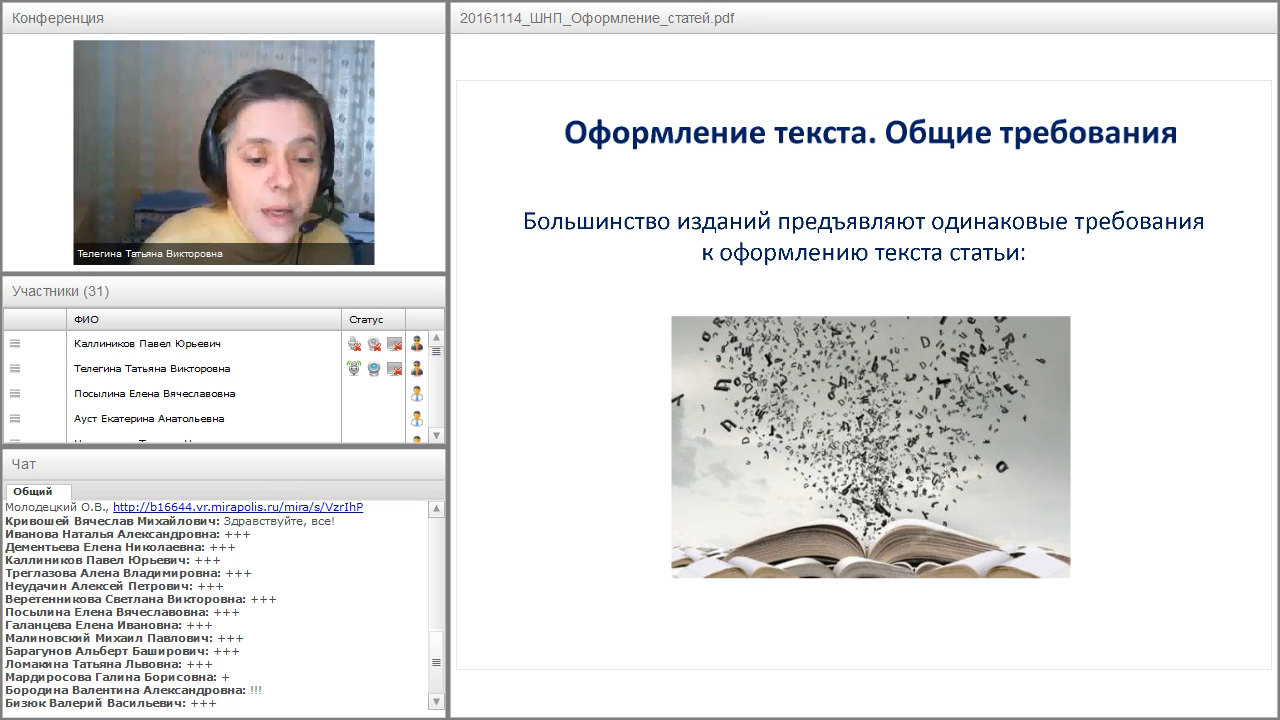 Конференция
Телегина Татьяна Викторовна
Участники (31)
ФИО Статус
Каллиников Павел Юрьевич
Телегина Татьяна Викторовна
Посылина Елена Вячеславовна
Ауст Екатерина Анатольевна
Чат
Общий
Молодецкий О.В., http://b16644.vr.mirapolis.ru/mira/s/VzrIhP
Кривошей Вячеслав Михайлович: Здравствуйте, все!
Иванова Наталья Александровна: +++
Дементьева Елена Николаевна: +++
Каллиников Павел Юрьевич: +++
Треглазова Алена Владимировна: +++
Неудачин Алексей Петрович: +++
Веретенникова Светлана Викторовна: +++
Посылина Елена Вячеславовна: +++
Галанцева Елена Ивановна: +++
Малиновский Михаил Павлович: +++
Барагунов Альберт Баширович: +++
Ломакина Татьяна Львовна: +++
Мардиросова Галина Борисовна: +
Бородина Валентина Александровна: !!!
Бизюк Валерий Васильевич: +++
20161114_ШНП_Оформление_статей.pdf
Оформление текста. Общие требования
Большинство изданий предъявляют одинаковые требования
к оформлению текста статьи: